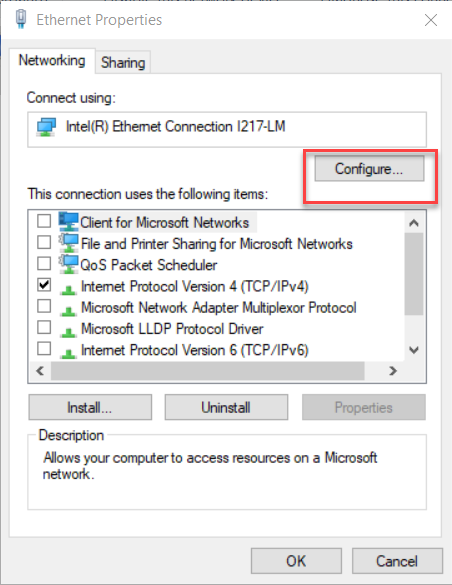 Ethernet Properties
Networking
Sharing
Connect using:
Intel(R) Ethernet Connection I217-LM
Configure...
This connection uses the following items:
Client for Microsoft Networks
File and Printer Sharing for Microsoft Networks
QoS Packet Scheduler
Internet Protocol Version 4 (TCP/IPv4)
Microsoft Network Adapter Multiplexor Protocol
Microsoft LLDP Protocol Driver
Internet Protocol Version 6 (TCP/IPv6)
Install...
Uninstall
Properties
Description
Allows your computer to access resources on a Microsoft
network.
OK
Cancel